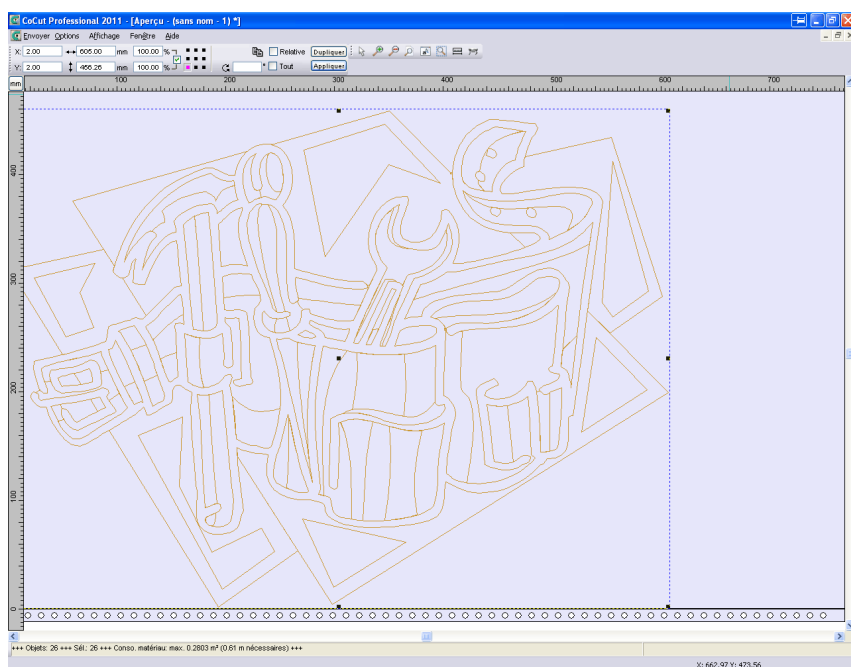 CoCut Professional 2011 - [Aperçu - (sans nom - 1) *]
Envoyer Options Affichage Fenêtre Aide
X: 2.00 605.00 mm 100.00 % Relative Dupliquer
Y: 2.00 456.26 mm 100.00 % ° Tout Appliquer
mm 100 200 300 400 500 600 700
400
300
200
100
0
+++ Objets: 26 +++ Sél.: 26 +++ Conso. matériau: max. 0.2803 m² (0.61 m nécessaires) +++
X: 662.97 Y: 473.56